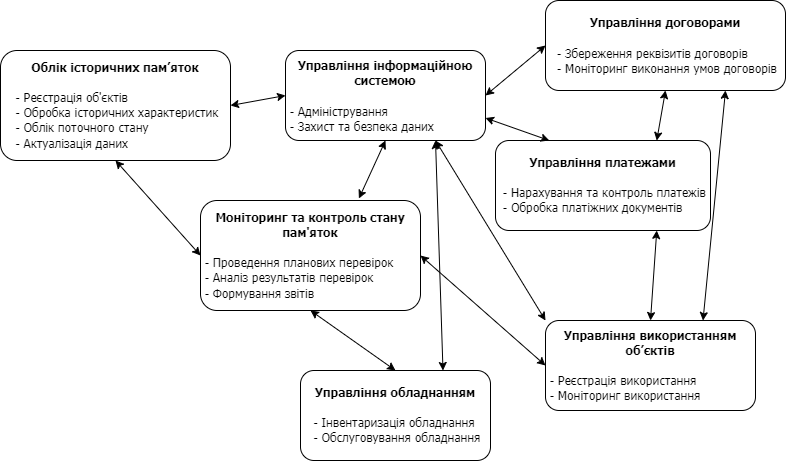 Облік історичних пам’яток
- Реєстрація об'єктів
- Обробка історичних характеристик
- Облік поточного стану
- Актуалізація даних
Управління інформаційною
системою
- Адміністрування
- Захист та безпека даних
Управління договорами
- Збереження реквізитів договорів
- Моніторинг виконання умов договорів
Управління платежами
- Нарахування та контроль платежів
- Обробка платіжних документів
Моніторинг та контроль стану
пам'яток
- Проведення планових перевірок
- Аналіз результатів перевірок
- Формування звітів
Управління використанням
об’єктів
- Реєстрація використання
- Моніторинг використання
Управління обладнанням
- Інвентаризація обладнання
- Обслуговування обладнання